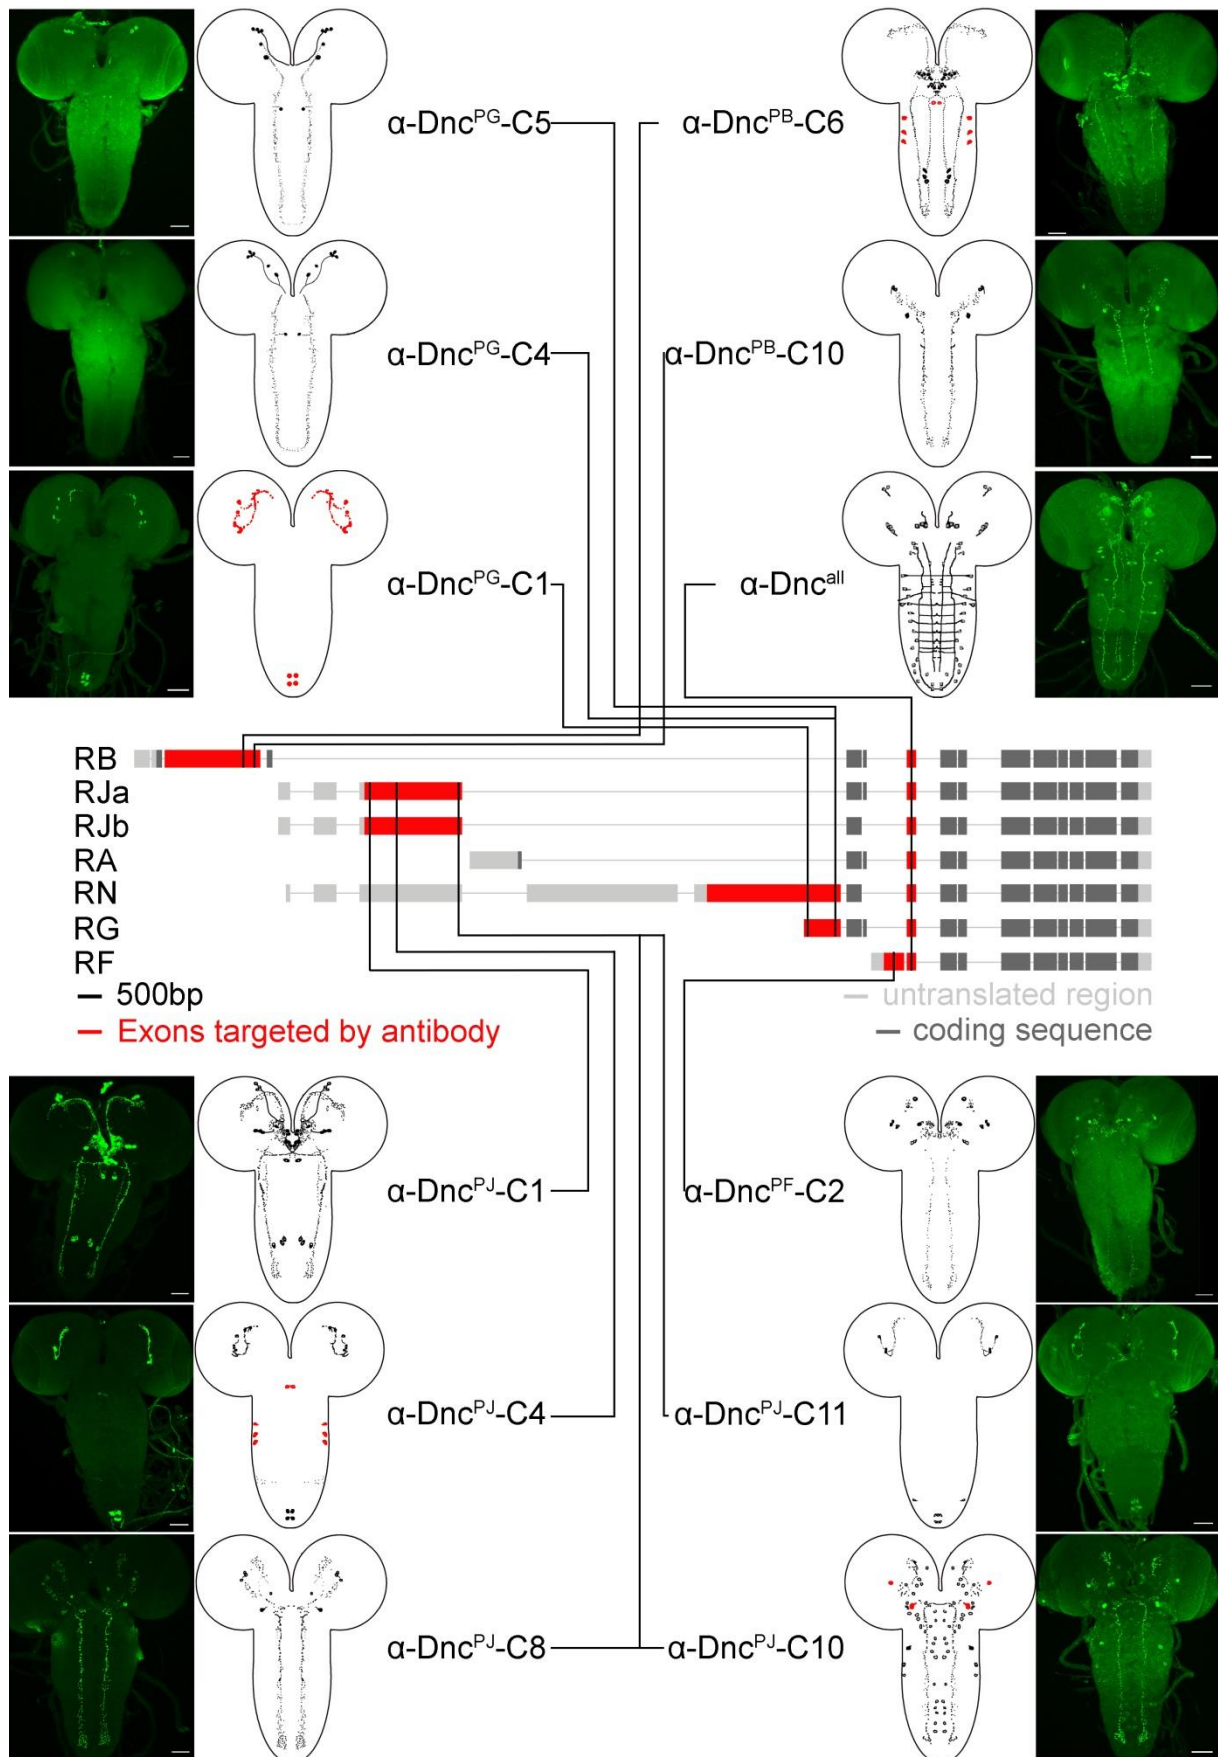 α-Dnc^PG-C5
α-Dnc^PB-C6
α-Dnc^PG-C4
α-Dnc^PB-C10
α-Dnc^PG-C1
α-Dnc^all
RB
RJa
RJb
RA
RN
RG
RF
500bp
untranslated region
Exons targeted by antibody
coding sequence
α-Dnc^PJ-C1
α-Dnc^PF-C2
α-Dnc^PJ-C4
α-Dnc^PJ-C11
α-Dnc^PJ-C8
α-Dnc^PJ-C10